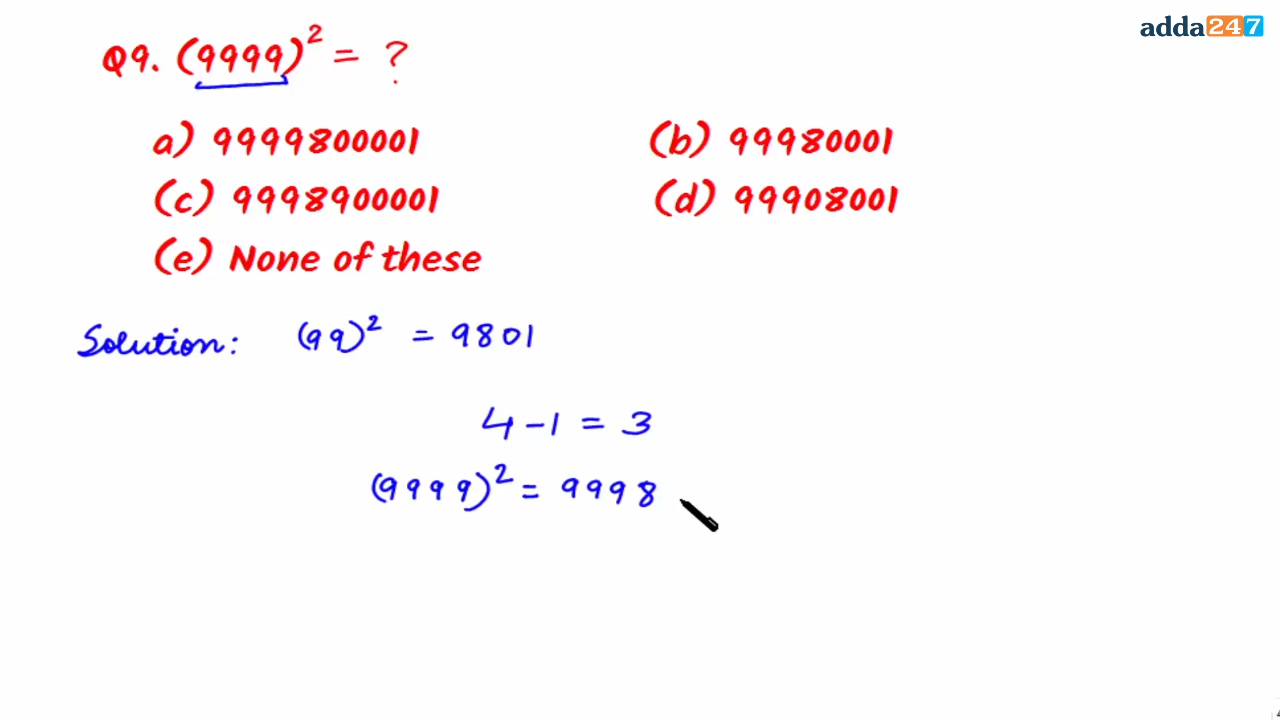 adda247
Q9. (9999)² = ?
a) 9999800001 (b) 99980001
(c) 9998900001 (d) 99908001
(e) None of these
Solution: (99)² = 9801
4 - 1 = 3
(9999)² = 9998